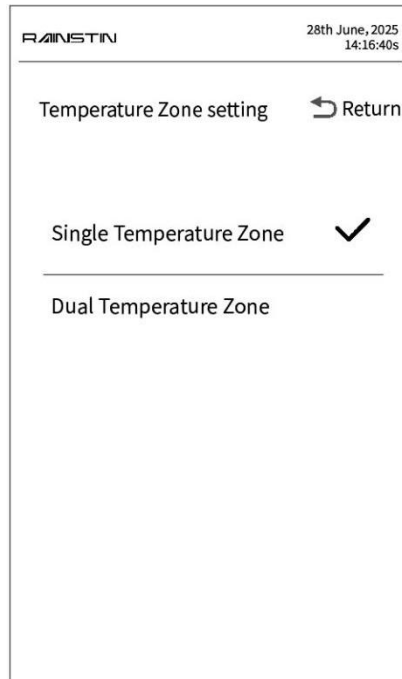 RAINSTIN
28th June, 2025
14:16:40s
Temperature Zone setting
Return
Single Temperature Zone
Dual Temperature Zone